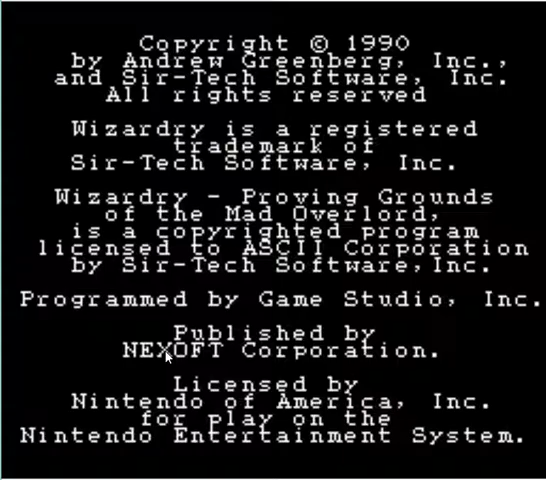 Copyright © 1990
by Andrew Greenberg, Inc.,
and Sir-Tech Software, Inc.
All rights reserved
Wizardry is a registered
trademark of
Sir-Tech Software, Inc.
Wizardry - Proving Grounds
of the Mad Overlord,
is a copyrighted program
licensed to ASCII Corporation
by Sir-Tech Software,Inc.
Programmed by Game Studio, Inc.
Published by
NEXOFT Corporation.
Licensed by
Nintendo of America, Inc.
for play on the
Nintendo Entertainment System.